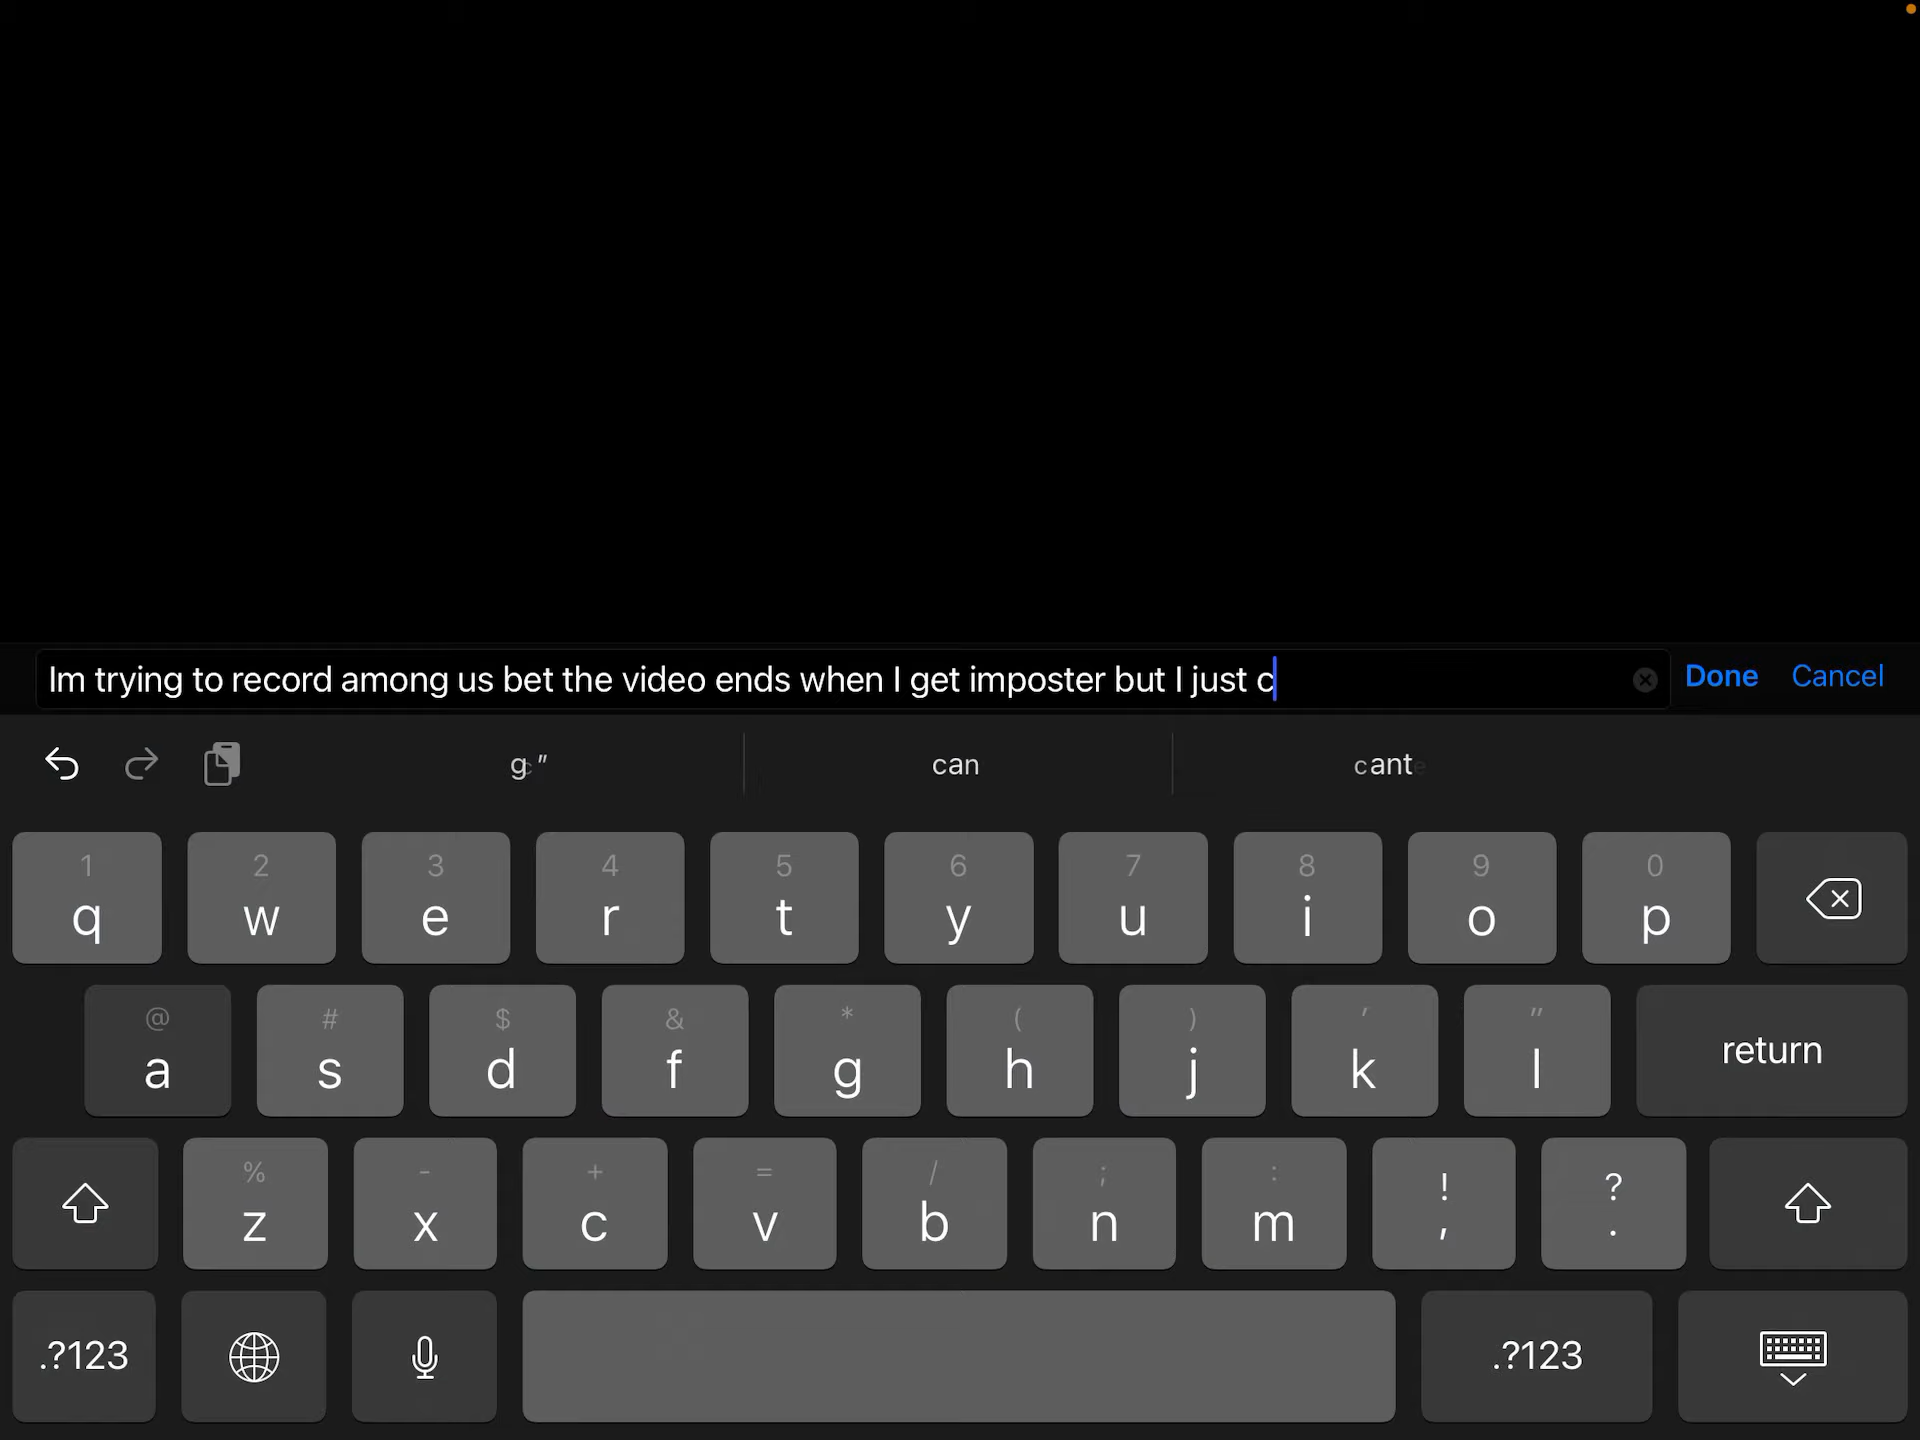 Im trying to record among us bet the video ends when I get imposter but I just c
Done Cancel
can cant
1 2 3 4 5 6 7 8 9 0
q w e r t y u i o p
@ # $ & * ( ) ' "
a s d f g h j k l return
% - + = / ; : ! ?
z x c v b n m , .
.?123 .?123